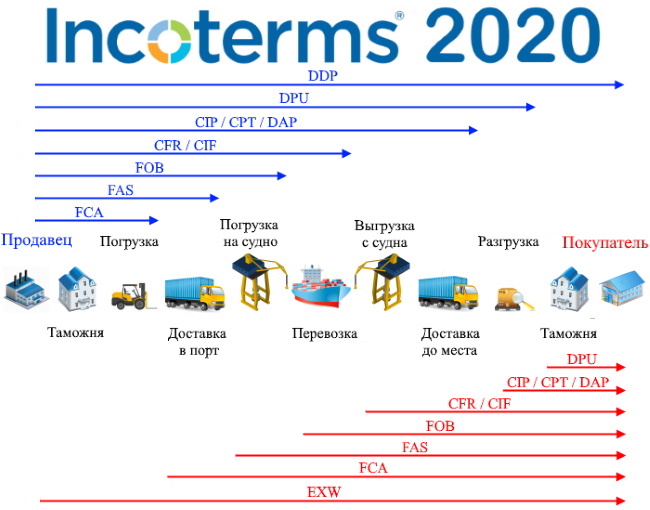 Incoterms® 2020
DDP
DPU
CIP / CPT / DAP
CFR / CIF
FOB
FAS
FCA
Продавец
Погрузка
Погрузка
на судно
Выгрузка
с судна
Разгрузка
Покупатель
Таможня
Доставка
в порт
Перевозка
Доставка
до места
Таможня
DPU
CIP / CPT / DAP
CFR / CIF
FOB
FAS
FCA
EXW